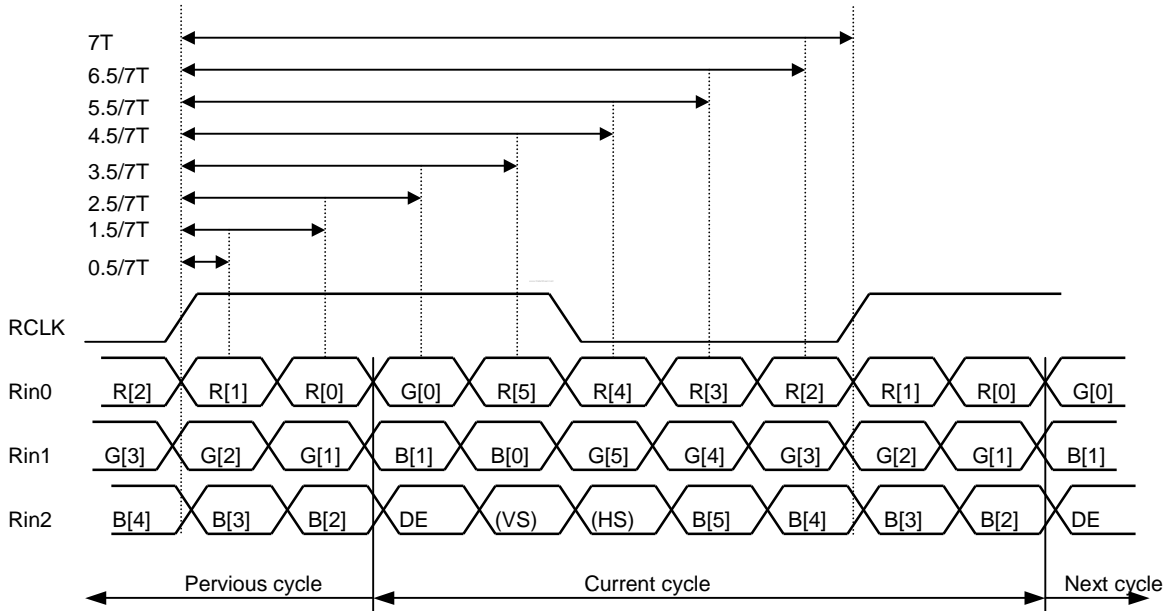 7T
6.5/7T
5.5/7T
4.5/7T
3.5/7T
2.5/7T
1.5/7T
0.5/7T
RCLK
Rin0 R[2] R[1] R[0] G[0] R[5] R[4] R[3] R[2] R[1] R[0] G[0]
Rin1 G[3] G[2] G[1] B[1] B[0] G[5] G[4] G[3] G[2] G[1] B[1]
Rin2 B[4] B[3] B[2] DE (VS) (HS) B[5] B[4] B[3] B[2] DE
Pervious cycle Current cycle Next cycle